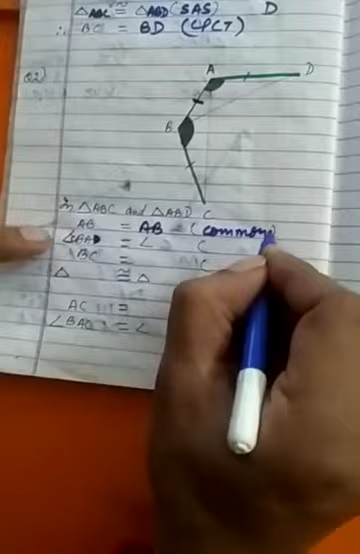 △ABC ≅ △ABD (SAS)
D
∴ BC = BD (CPCT)
Q2)
A
D
B
C
In △ABC and △ABD
AB = AB (common)
∠BAD = ∠ (
BC = (
△ ≅ △
AC =
∠BAC = ∠